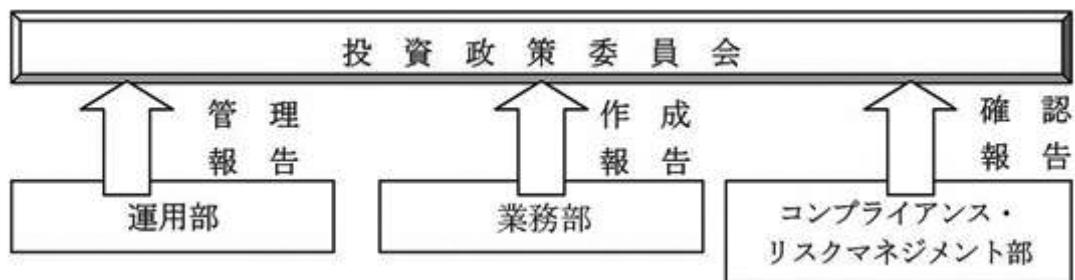 投資政策委員会
管理
報告
作成
報告
確認
報告
運用部
業務部
コンプライアンス・
リスクマネジメント部